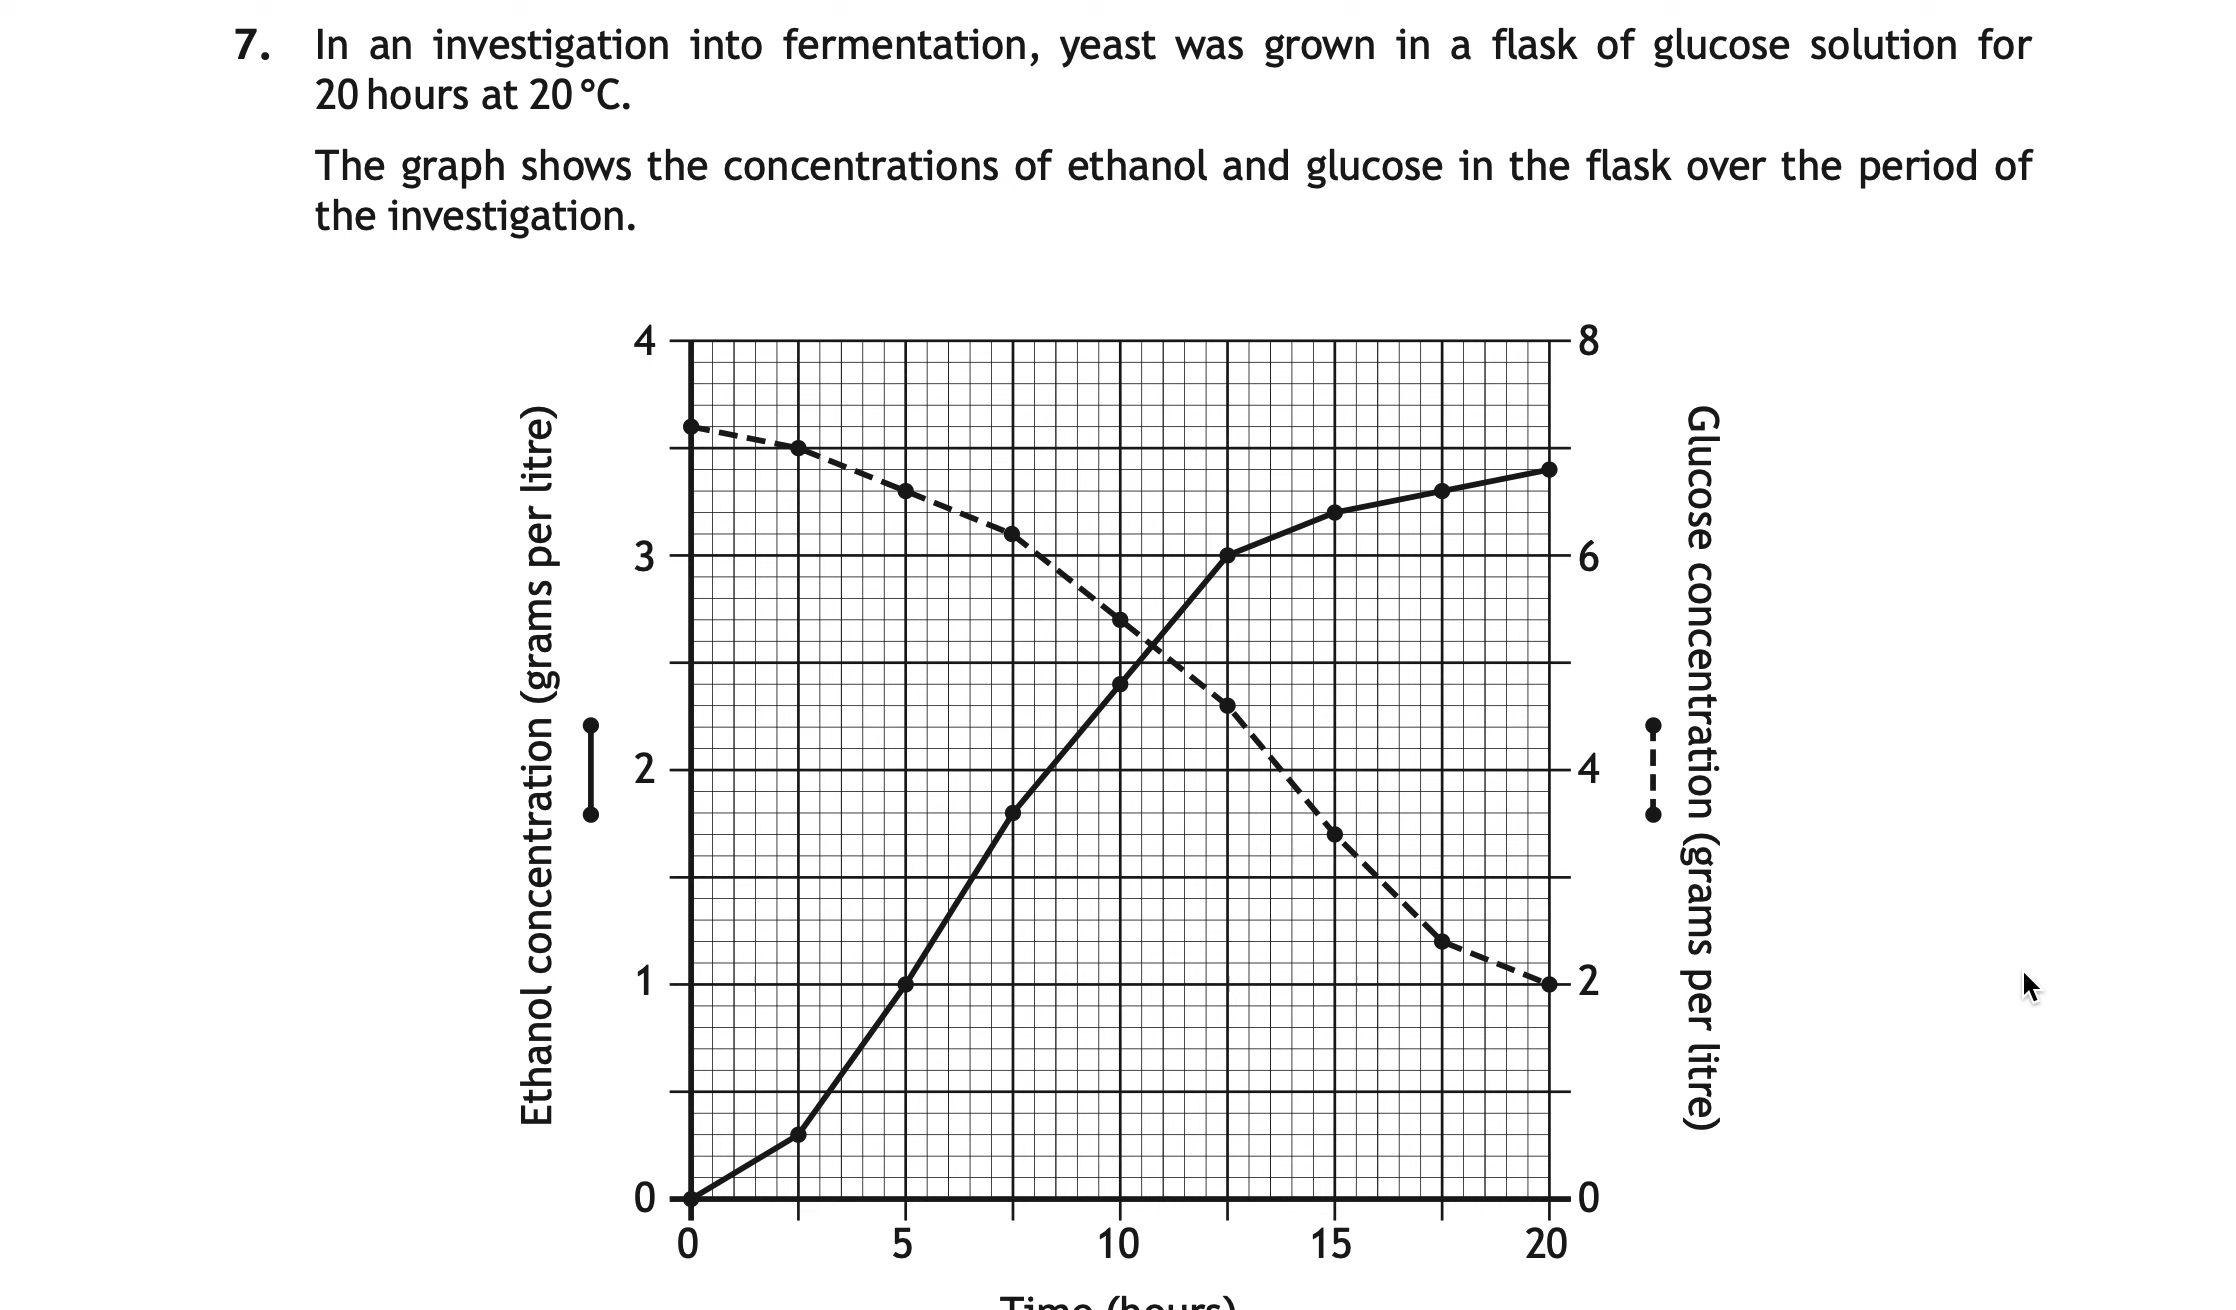 7. In an investigation into fermentation, yeast was grown in a flask of glucose solution for
20 hours at 20 °C.
The graph shows the concentrations of ethanol and glucose in the flask over the period of
the investigation.
Ethanol concentration (grams per litre)
4
3
2
1
0
8
6
4
2
0
Glucose concentration (grams per litre)
0 5 10 15 20
Time (hours)